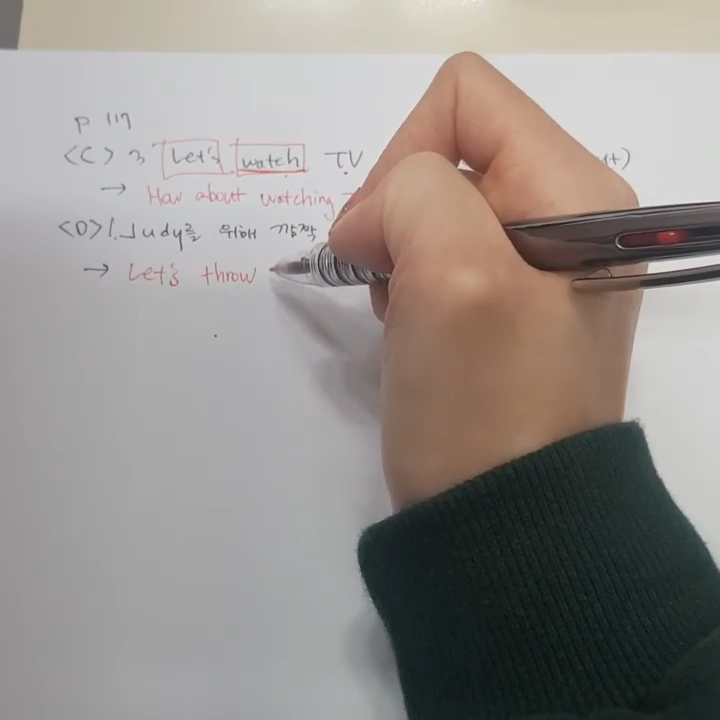 P 117
<C> 3 Let's watch TV
→ How about watching
<D> 1. Judy를 위해 깜짝
→ Let's throw